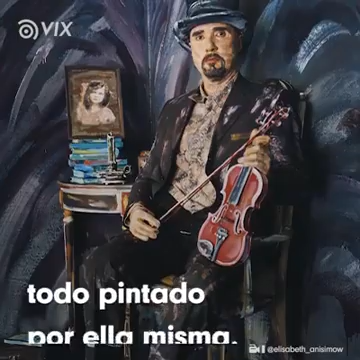 VIX
todo pintado
por ella misma.
@elisabeth_anisimow